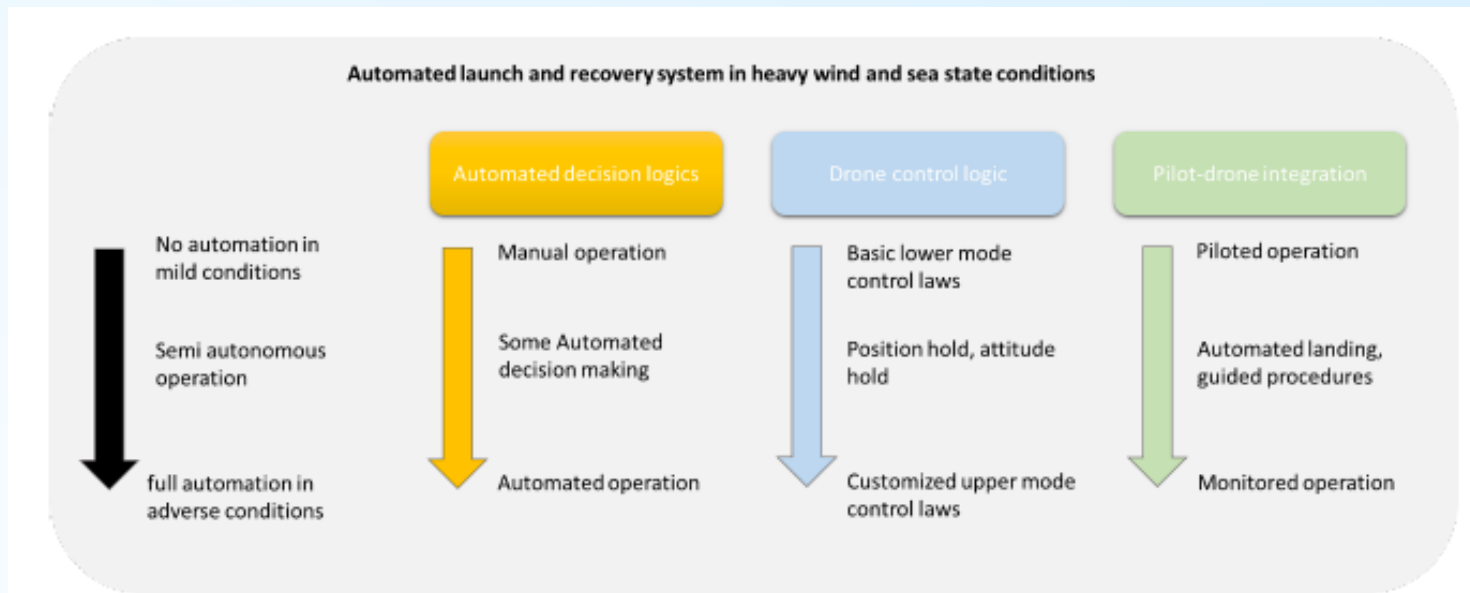 Automated launch and recovery system in heavy wind and sea state conditions
Automated decision logics
Drone control logic
Pilot-drone integration
No automation in
mild conditions
Manual operation
Basic lower mode
control laws
Piloted operation
Semi autonomous
operation
Some Automated
decision making
Position hold, attitude
hold
Automated landing,
guided procedures
full automation in
adverse conditions
Automated operation
Customized upper mode
control laws
Monitored operation